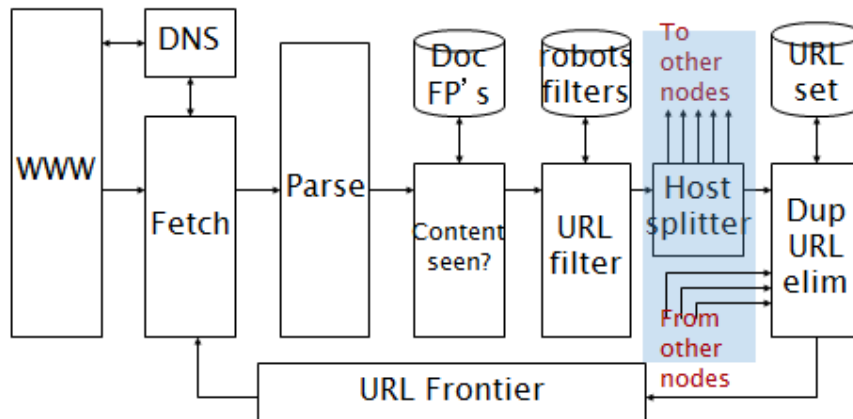 DNS
Doc
FP's
robots
filters
To
other
nodes
URL
set
WWW
Fetch
Parse
Content
seen?
URL
filter
Host
splitter
Dup
URL
elim
From
other
nodes
URL Frontier